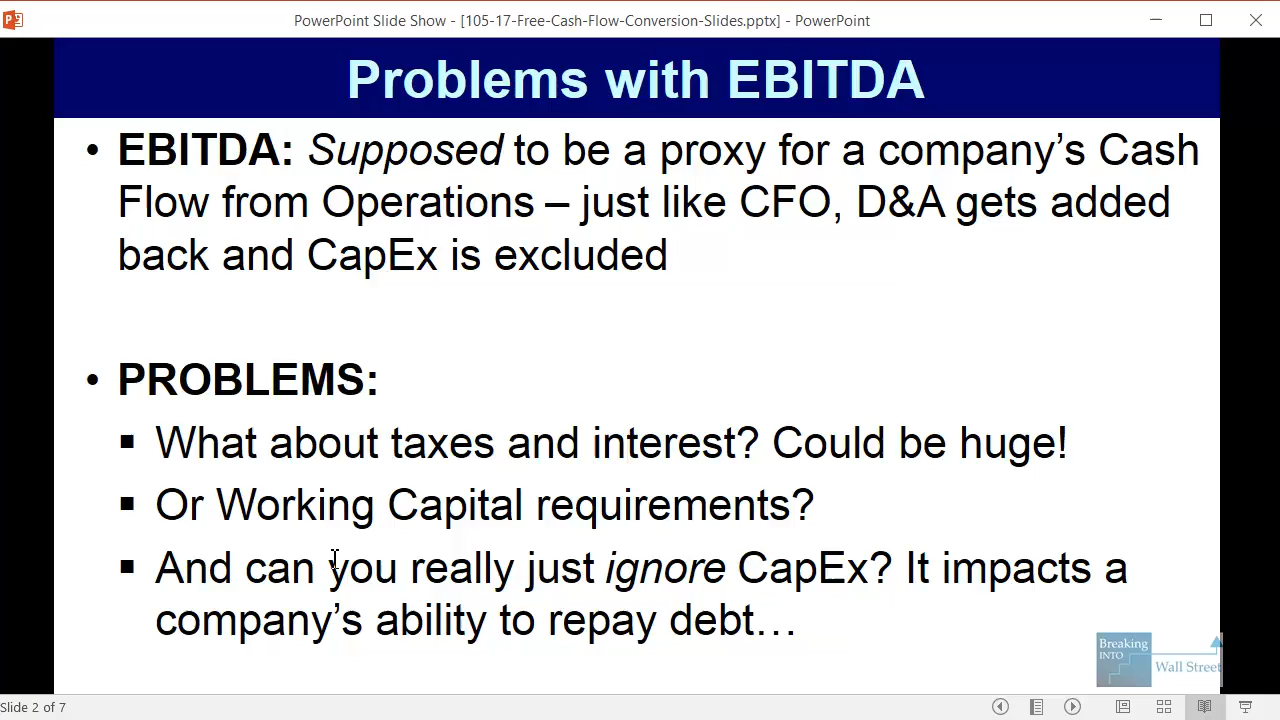 PowerPoint Slide Show - [105-17-Free-Cash-Flow-Conversion-Slides.pptx] - PowerPoint
Problems with EBITDA
• EBITDA: Supposed to be a proxy for a company’s Cash
Flow from Operations – just like CFO, D&A gets added
back and CapEx is excluded
• PROBLEMS:
▪ What about taxes and interest? Could be huge!
▪ Or Working Capital requirements?
▪ And can you really just ignore CapEx? It impacts a
company’s ability to repay debt…
Breaking
INTO
Wall Street
Slide 2 of 7